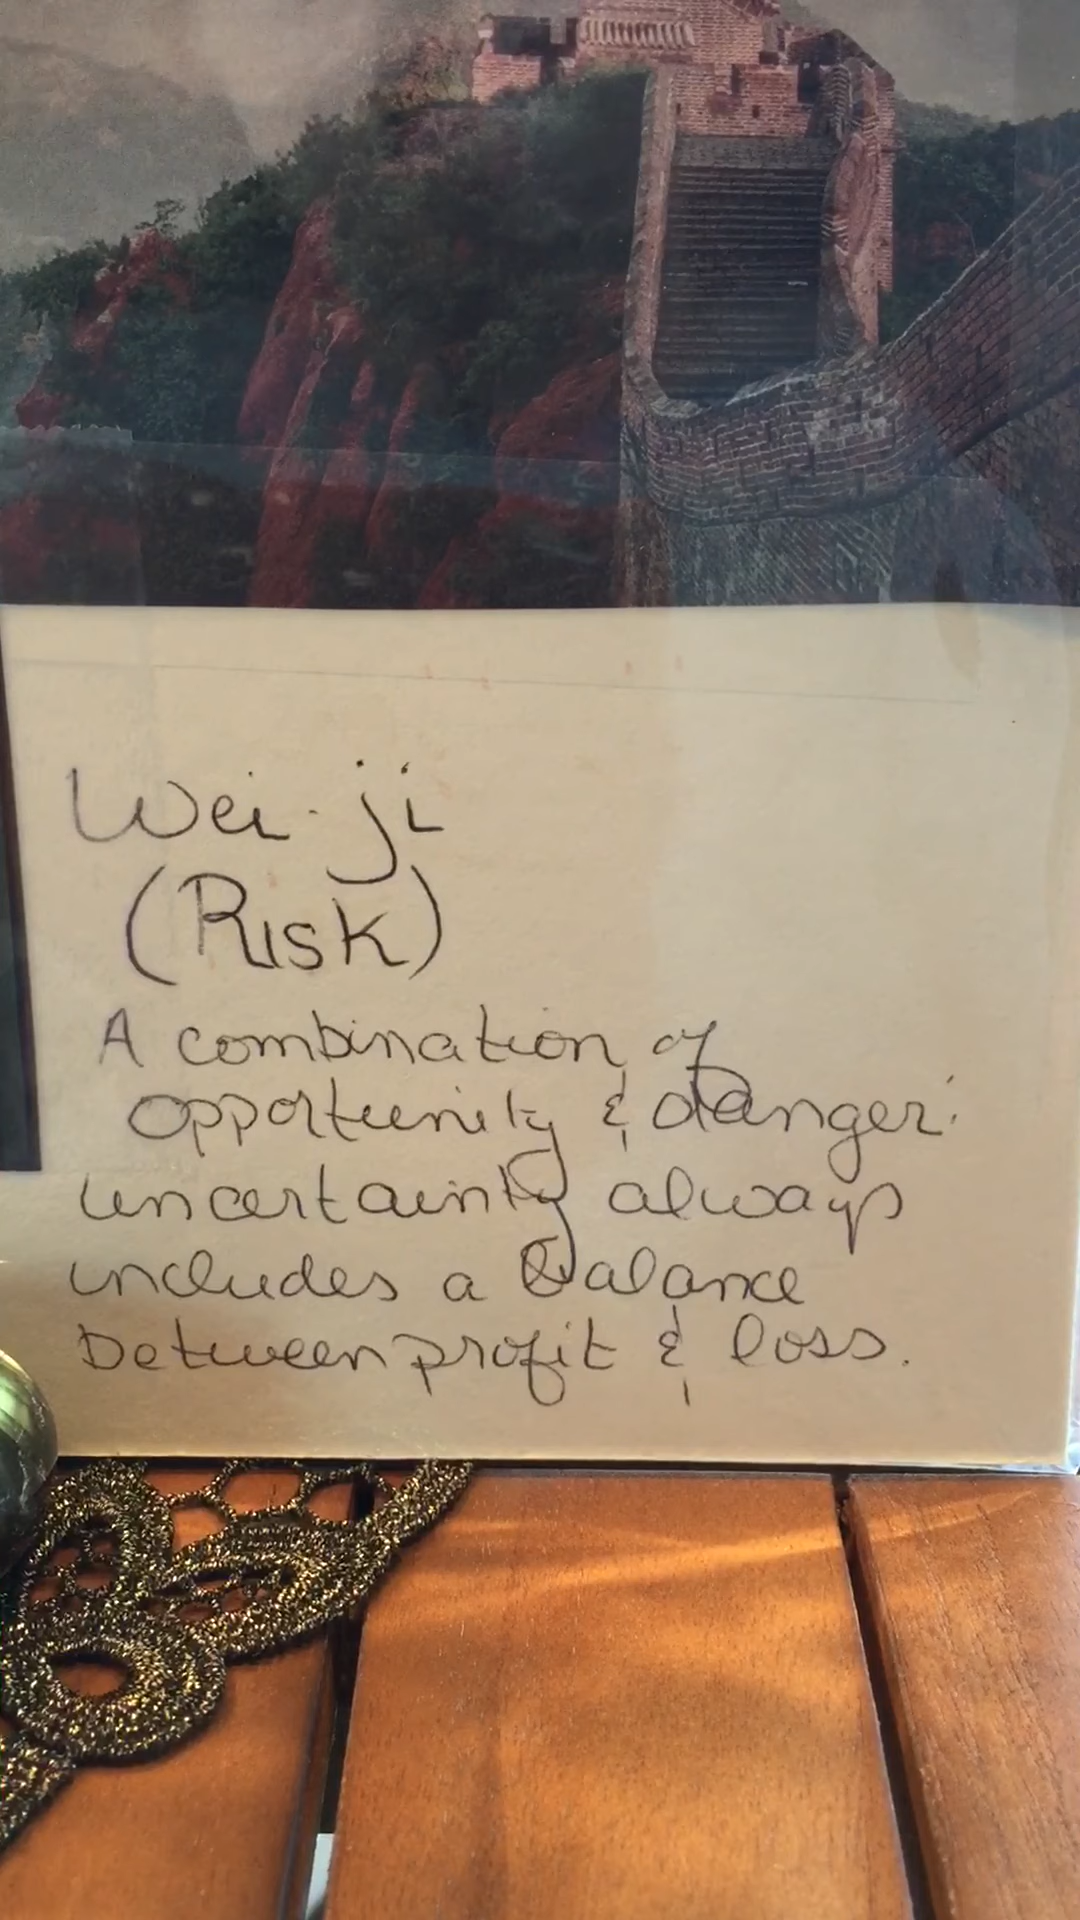 Wei-ji
(Risk)
A combination of
opportunity & danger:
uncertainty always
includes a balance
between profit & loss.